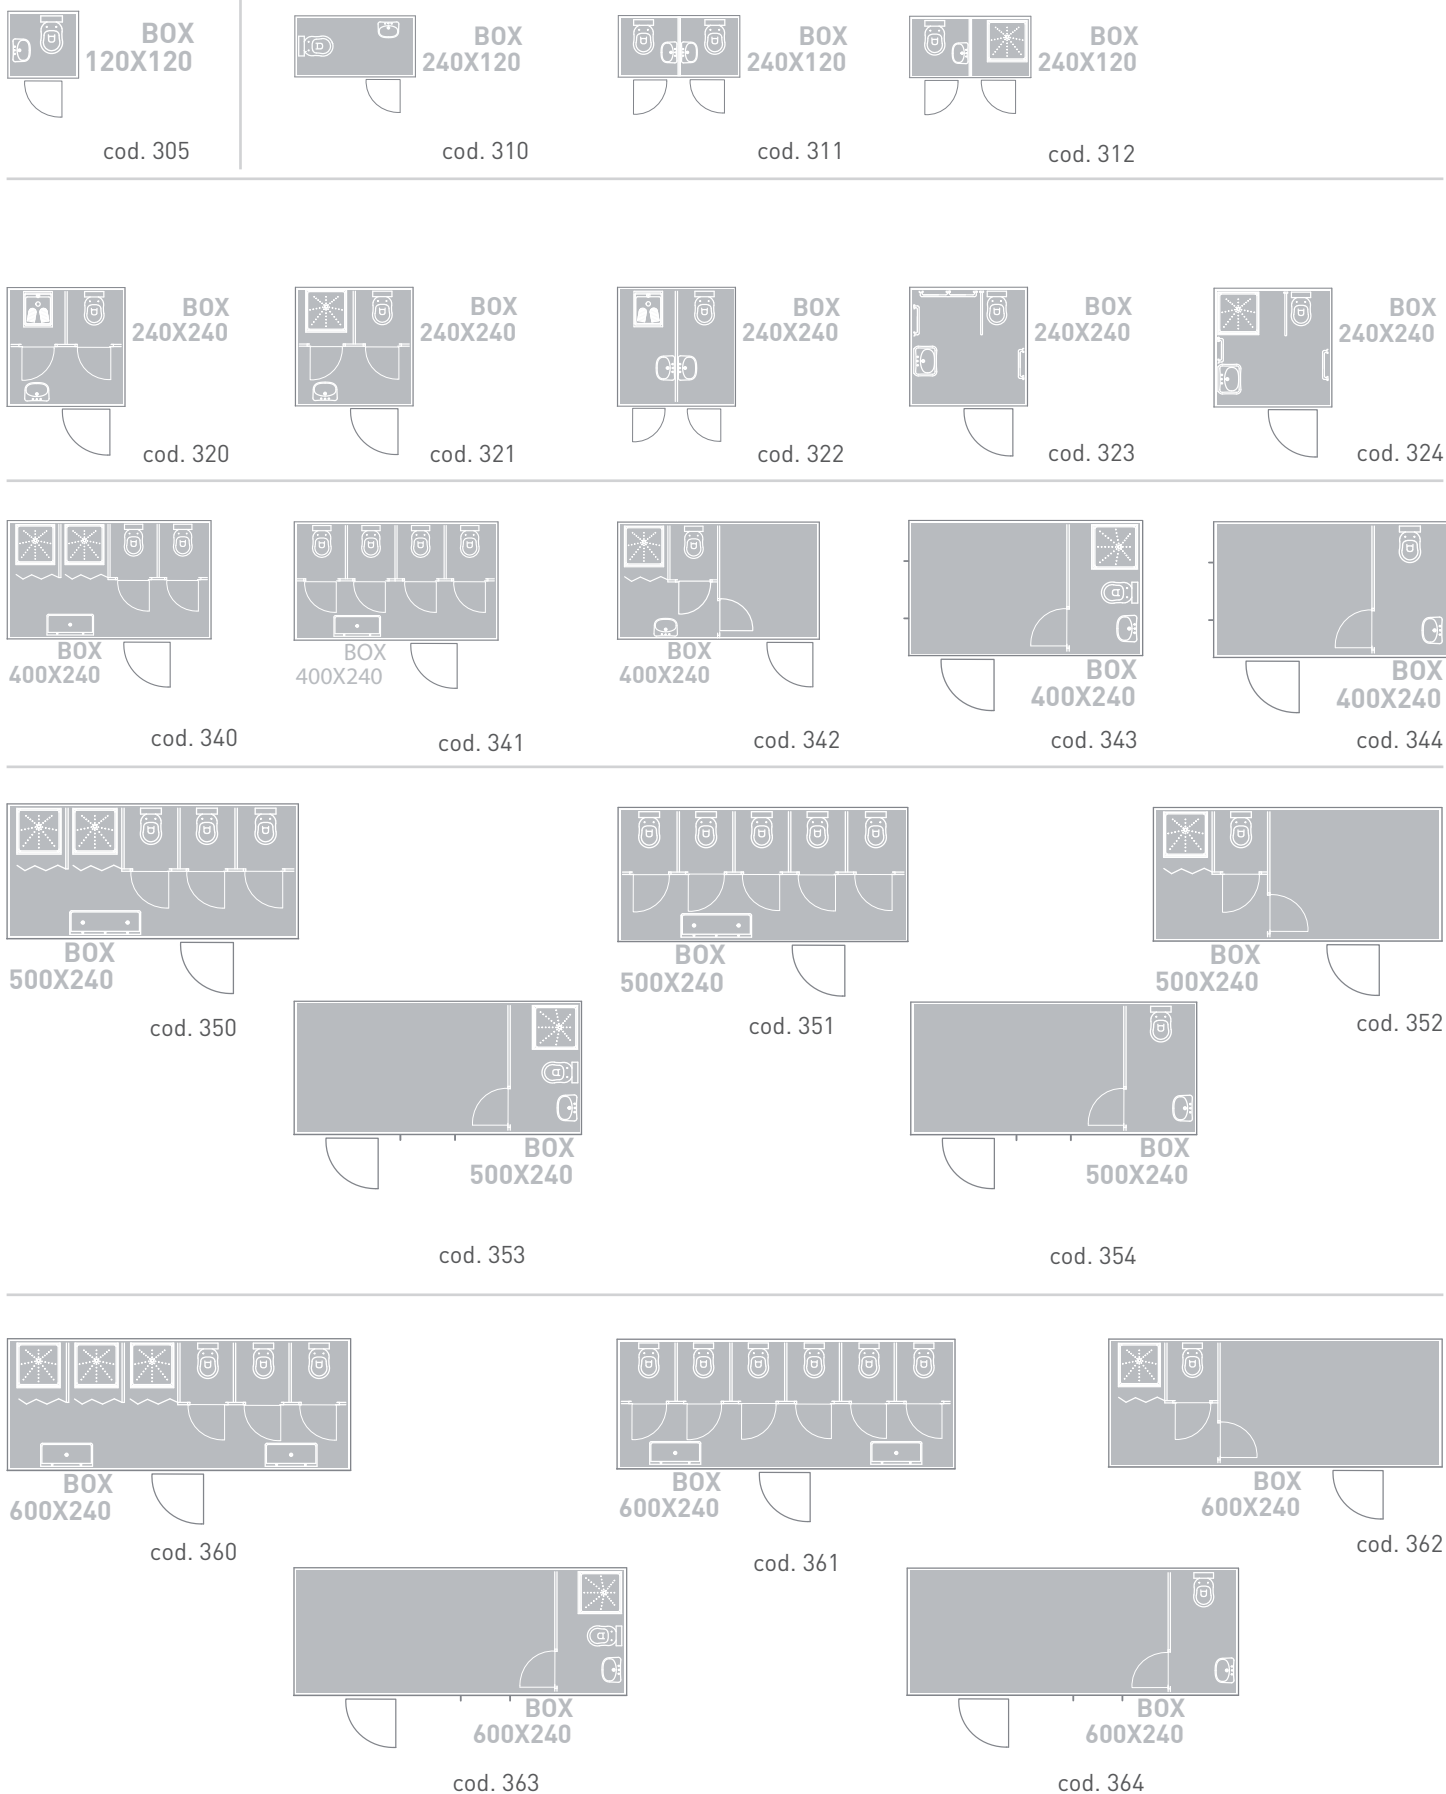 BOX
120X120
cod. 305
BOX
240X120
cod. 310
BOX
240X120
cod. 311
BOX
240X120
cod. 312
BOX
240X240
cod. 320
BOX
240X240
cod. 321
BOX
240X240
cod. 322
BOX
240X240
cod. 323
BOX
240X240
cod. 324
BOX
400X240
cod. 340
BOX
400X240
cod. 341
BOX
400X240
cod. 342
BOX
400X240
cod. 343
BOX
400X240
cod. 344
BOX
500X240
cod. 350
BOX
500X240
cod. 351
BOX
500X240
cod. 352
BOX
500X240
cod. 353
BOX
500X240
cod. 354
BOX
600X240
cod. 360
BOX
600X240
cod. 361
BOX
600X240
cod. 362
BOX
600X240
cod. 363
BOX
600X240
cod. 364